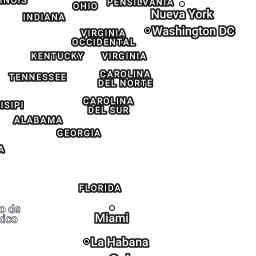 OHIO
PENSILVANIA
INDIANA
Nueva York
VIRGINIA
OCCIDENTAL
Washington DC
KENTUCKY
VIRGINIA
TENNESSEE
CAROLINA
DEL NORTE
CAROLINA
DEL SUR
ALABAMA
GEORGIA
FLORIDA
Miami
La Habana